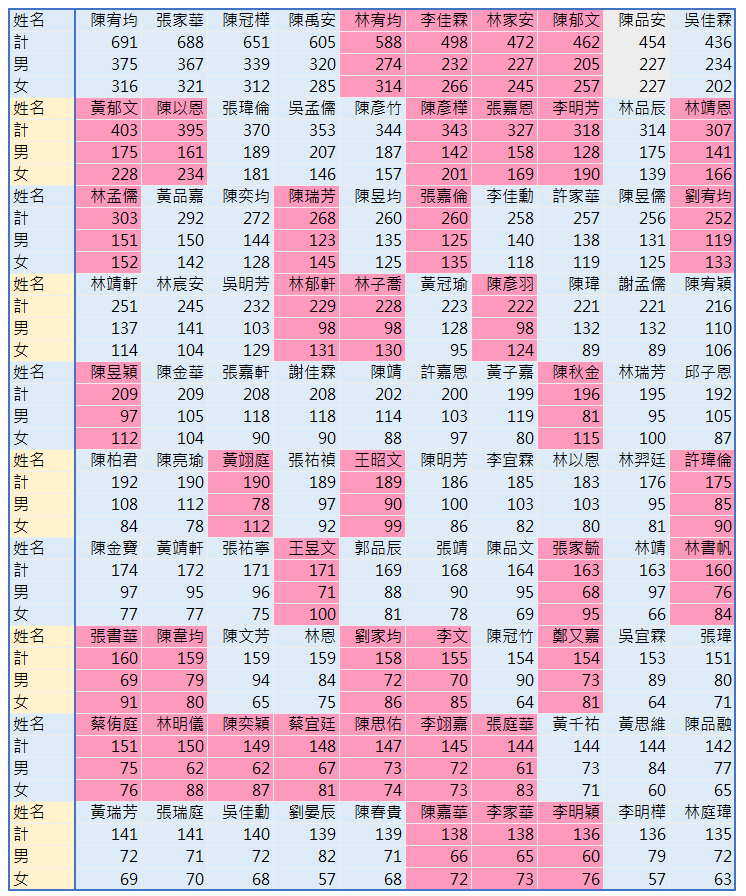 姓名 陳宥均 張家華 陳冠樺 陳禹安 林宥均 李佳霖 林家安 陳郁文 陳品安 吳佳霖
計 691 688 651 605 588 498 472 462 454 436
男 375 367 339 320 274 232 227 205 227 234
女 316 321 312 285 314 266 245 257 227 202
姓名 黃郁文 陳以恩 張瑋倫 吳孟儒 陳彥竹 陳彥樺 張嘉恩 李明芳 林品辰 林靖恩
計 403 395 370 353 344 343 327 318 314 307
男 175 161 189 207 187 142 158 128 175 141
女 228 234 181 146 157 201 169 190 139 166
姓名 林孟儒 黃品嘉 陳奕均 陳瑞芳 陳昱均 張嘉倫 李佳勳 許家華 陳昱儒 劉宥均
計 303 292 272 268 260 260 258 257 256 252
男 151 150 144 123 135 125 140 138 131 119
女 152 142 128 145 125 135 118 119 125 133
姓名 林靖軒 林宸安 吳明芳 林郁軒 林子喬 黃冠瑜 陳彥羽 陳瑋 謝孟儒 陳宥穎
計 251 245 232 229 228 223 222 221 221 216
男 137 141 103 98 98 128 98 132 132 110
女 114 104 129 131 130 95 124 89 89 106
姓名 陳昱穎 陳金華 張嘉軒 謝佳霖 陳靖 許嘉恩 黃子嘉 陳秋金 林瑞芳 邱子恩
計 209 209 208 208 202 200 199 196 195 192
男 97 105 118 118 114 103 119 81 95 105
女 112 104 90 90 88 97 80 115 100 87
姓名 陳柏君 陳亮瑜 黃翊庭 張祐禎 王昭文 陳明芳 李宜霖 林以恩 林羿廷 許瑋倫
計 192 190 190 189 189 186 185 183 176 175
男 108 112 78 97 90 100 103 103 95 85
女 84 78 112 92 99 86 82 80 81 90
姓名 陳金寶 黃靖軒 張祐寧 王昱文 郭品辰 張靖 陳品文 張家毓 林靖 林書帆
計 174 172 171 171 169 168 164 163 163 160
男 97 95 96 71 88 90 95 68 97 76
女 77 77 75 100 81 78 69 95 66 84
姓名 張書華 陳韋均 陳文芳 林恩 劉家均 李文 陳冠竹 鄭又嘉 吳宜霖 張瑋
計 160 159 159 159 158 155 154 154 153 151
男 69 79 94 84 72 70 90 73 89 80
女 91 80 65 75 86 85 64 81 64 71
姓名 蔡侑庭 林明儀 陳奕穎 蔡宜廷 陳思佑 李翊嘉 張庭華 黃千祐 黃思維 陳品融
計 151 150 149 148 147 145 144 144 144 142
男 75 62 62 67 73 72 61 73 84 77
女 76 88 87 81 74 73 83 71 60 65
姓名 黃瑞芳 張瑞庭 吳佳勳 劉晏辰 陳春貴 陳嘉華 李家華 李明穎 李明樺 林庭瑋
計 141 141 140 139 139 138 138 136 136 135
男 72 71 72 82 71 66 65 60 79 72
女 69 70 68 57 68 72 73 76 57 63